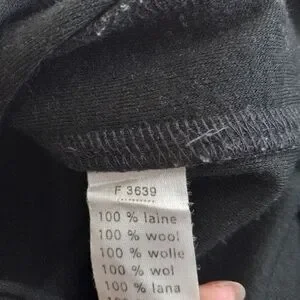 F 3639
100 % laine
100 % wool
100 % wolle
100 % wol
100 % lana